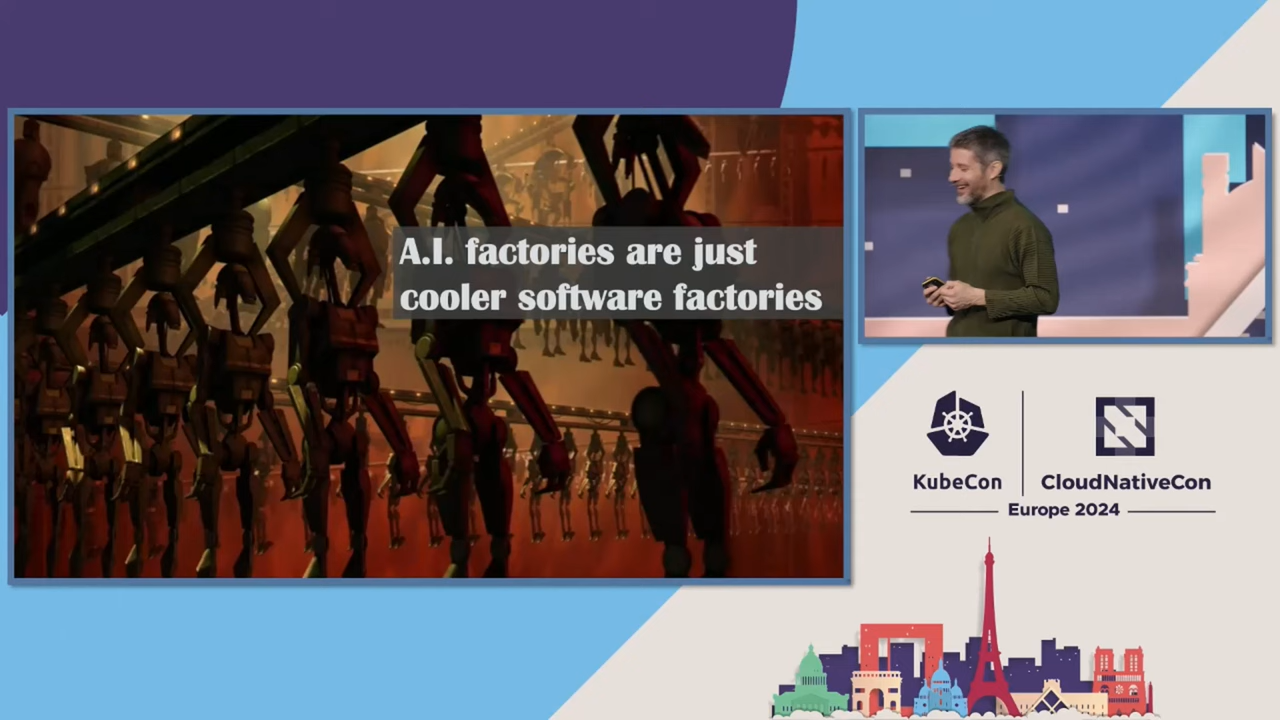 A.I. factories are just
cooler software factories
KubeCon
CloudNativeCon
Europe 2024